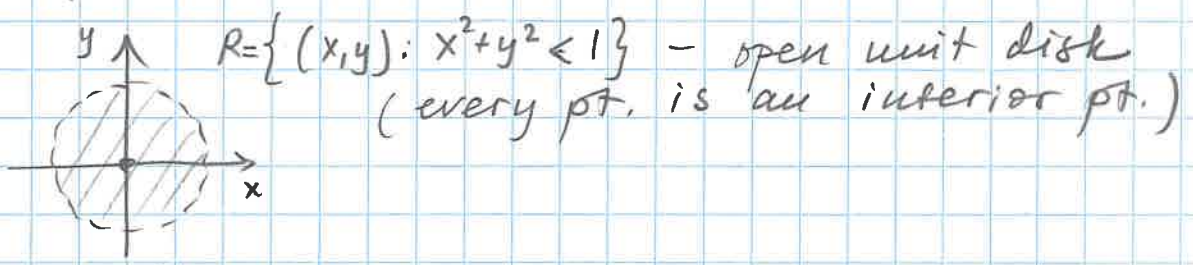 y R={(x,y): x²+y² < 1} – open unit disk
(every pt. is an interior pt.)
x